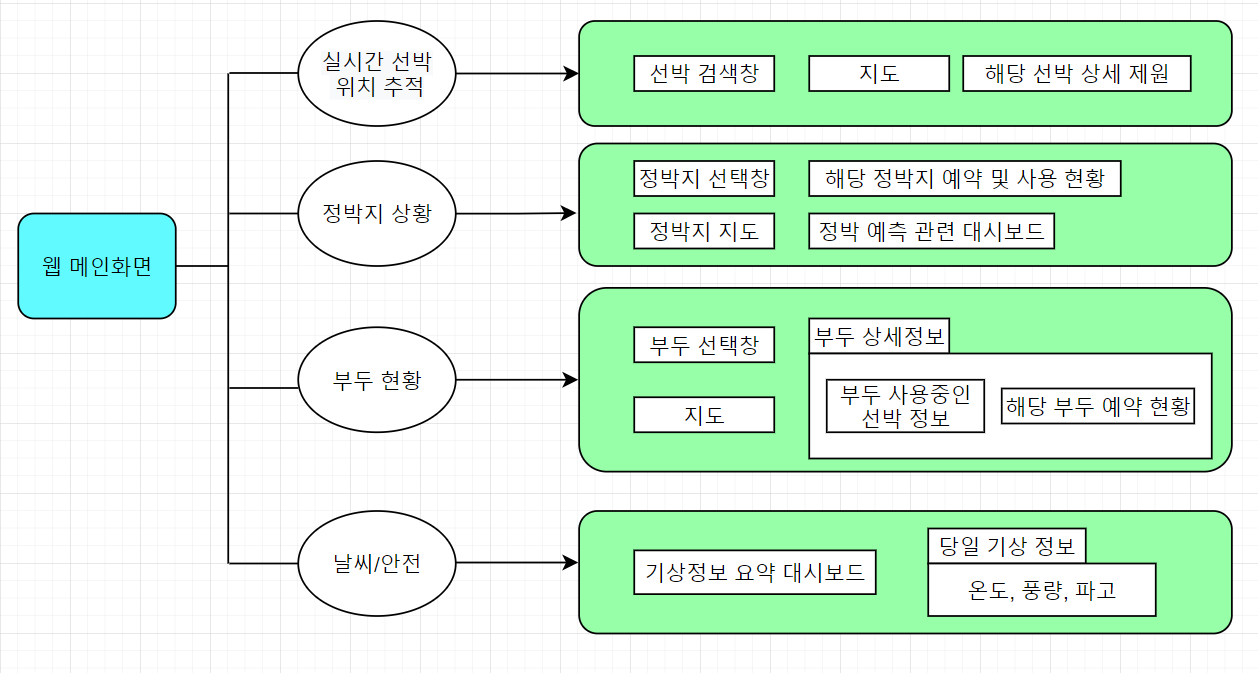 실시간 선박
위치 추적
선박 검색창
지도
해당 선박 상세 제원
정박지 상황
정박지 선택창
해당 정박지 예약 및 사용 현황
정박지 지도
정박 예측 관련 대시보드
웹 메인화면
부두 현황
부두 선택창
지도
부두 상세정보
부두 사용중인
선박 정보
해당 부두 예약 현황
날씨/안전
기상정보 요약 대시보드
당일 기상 정보
온도, 풍량, 파고